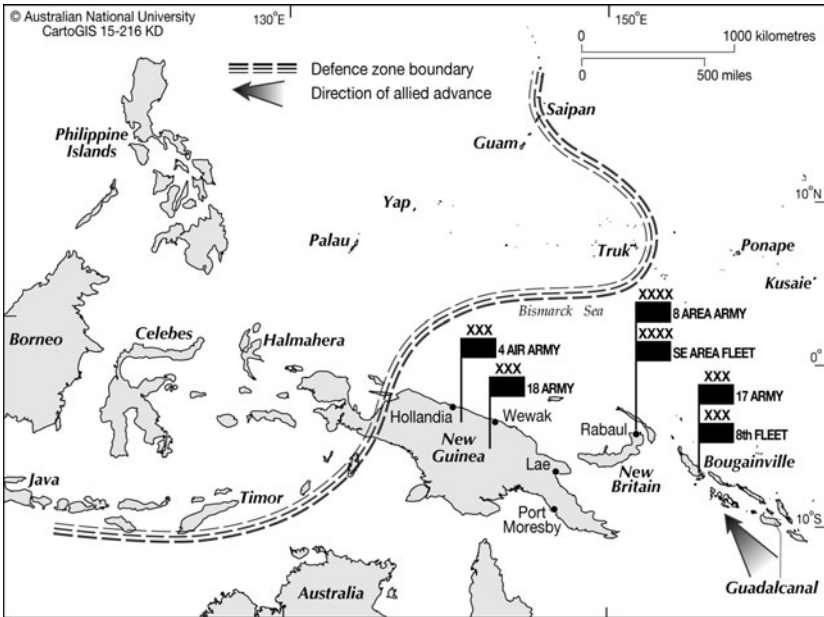 © Australian National University
CartoGIS 15-216 KD
130°E
150°E
0
1000 kilometres
0
500 miles
Defence zone boundary
Direction of allied advance
Saipan
Philippine
Islands
Guam
Yap
10°N
Palau
Truk
Ponape
Kusaie
Bismarck Sea
XXXX
8 AREA ARMY
Borneo
Celebes
Halmahera
XXX
4 AIR ARMY
XXXX
SE AREA FLEET
0°
XXX
18 ARMY
XXX
17 ARMY
Hollandia
Wewak
Rabaul
XXX
8th FLEET
New
Guinea
Bougainville
Lae
New
Britain
Java
Timor
Port
Moresby
10°S
Guadalcanal
Australia